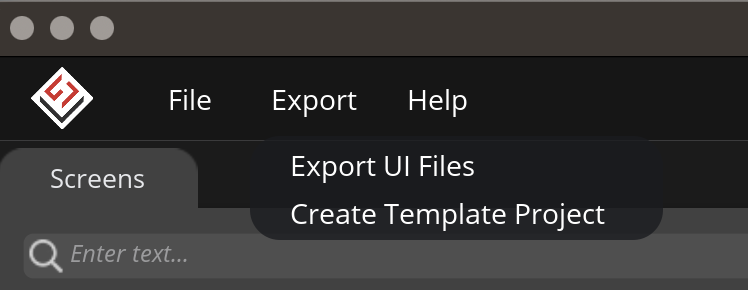 File Export Help
Export UI Files
Create Template Project
Screens
Enter text...